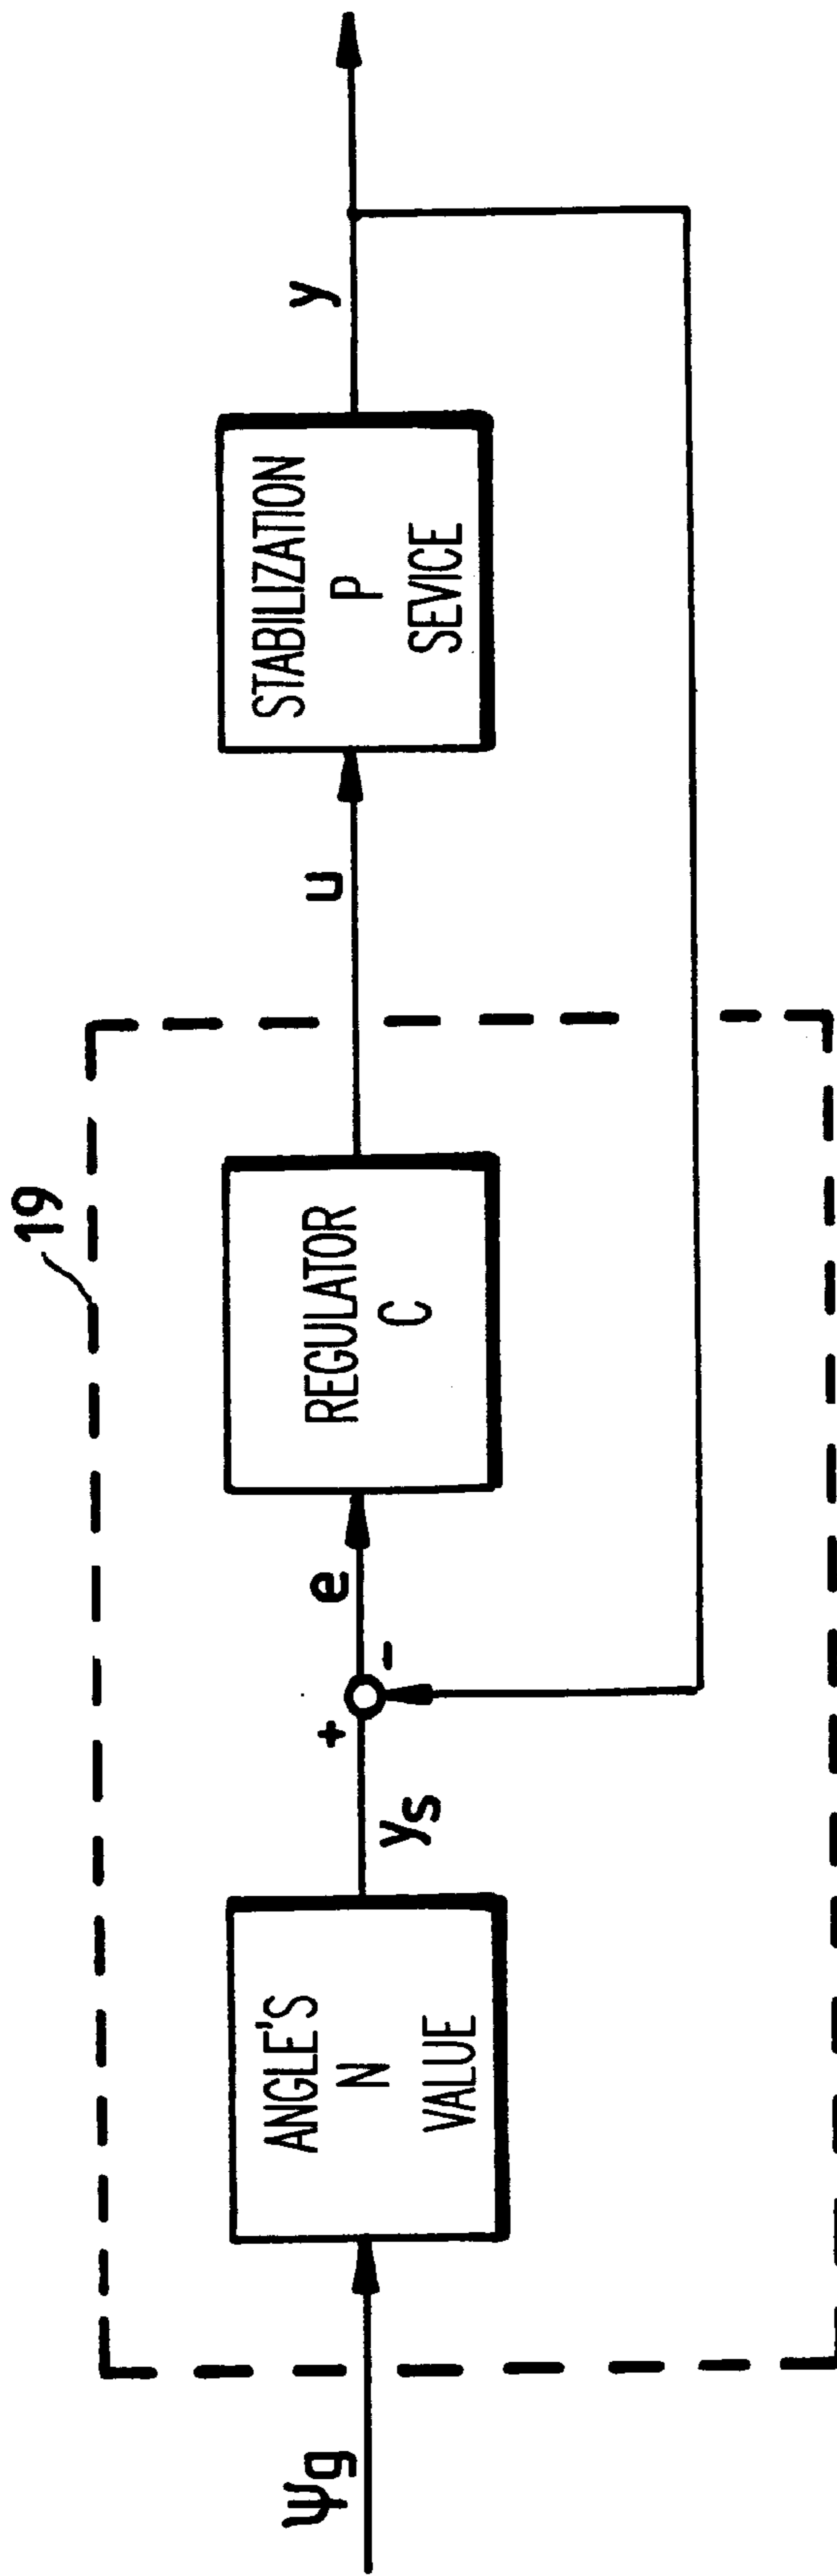 19
Ψg
ANGLE'S
N
VALUE
ys
+
-
e
REGULATOR
C
u
STABILIZATION
P
SEVICE
y